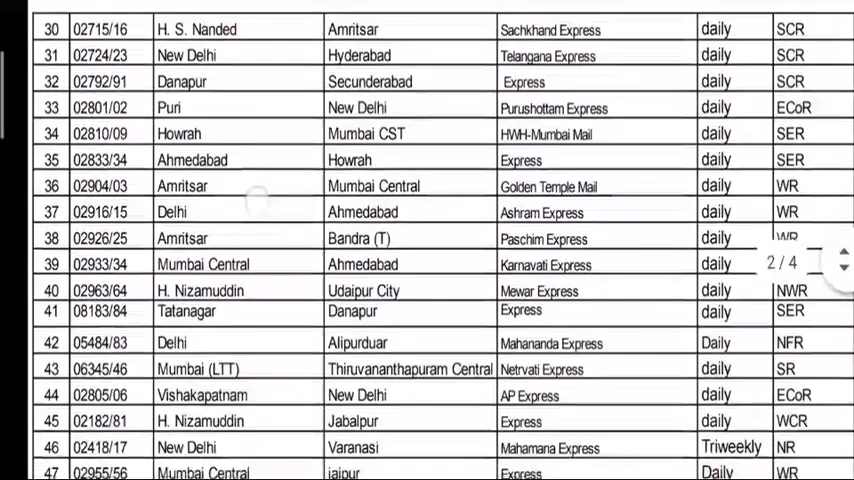 30 02715/16 H. S. Nanded Amritsar Sachkhand Express daily SCR
31 02724/23 New Delhi Hyderabad Telangana Express daily SCR
32 02792/91 Danapur Secunderabad Express daily SCR
33 02801/02 Puri New Delhi Purushottam Express daily ECoR
34 02810/09 Howrah Mumbai CST HWH-Mumbai Mail daily SER
35 02833/34 Ahmedabad Howrah Express daily SER
36 02904/03 Amritsar Mumbai Central Golden Temple Mail daily WR
37 02916/15 Delhi Ahmedabad Ashram Express daily WR
38 02926/25 Amritsar Bandra (T) Paschim Express daily WR
39 02933/34 Mumbai Central Ahmedabad Karnavati Express daily 2 / 4
40 02963/64 H. Nizamuddin Udaipur City Mewar Express daily NWR
41 08183/84 Tatanagar Danapur Express daily SER
42 05484/83 Delhi Alipurduar Mahananda Express Daily NFR
43 06345/46 Mumbai (LTT) Thiruvananthapuram Central Netrvati Express daily SR
44 02805/06 Vishakapatnam New Delhi AP Express daily ECoR
45 02182/81 H. Nizamuddin Jabalpur Express daily WCR
46 02418/17 New Delhi Varanasi Mahamana Express Triweekly NR
47 02955/56 Mumbai Central jaipur Express Daily WR